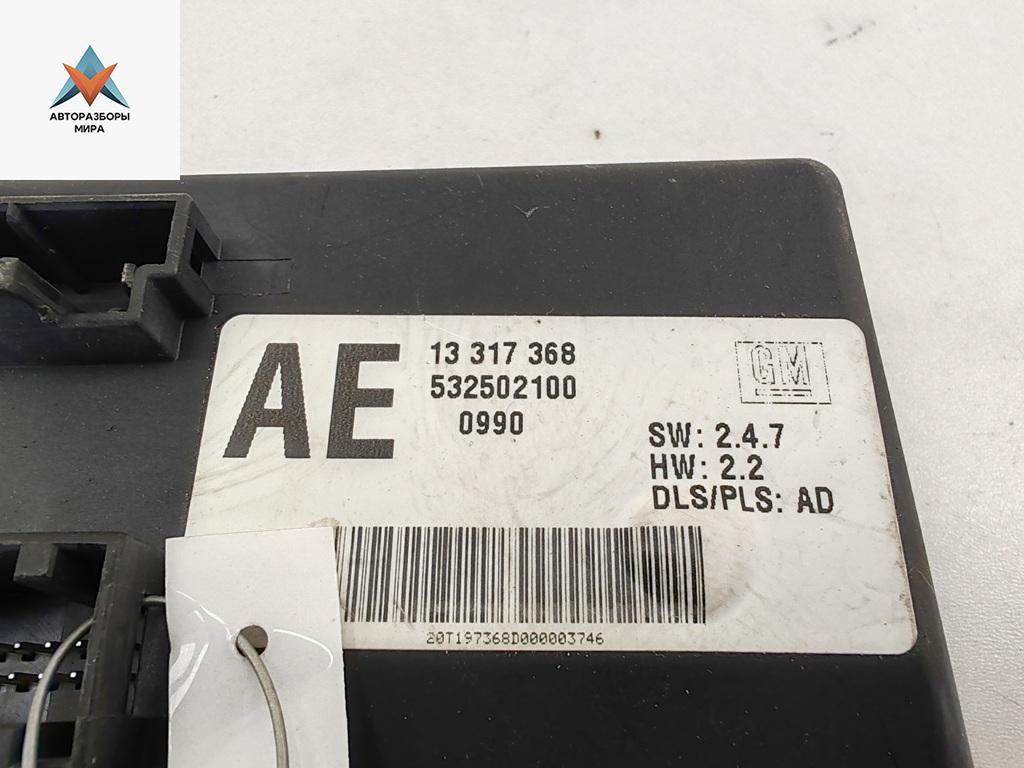 АВТОРАЗБОРЫ
МИРА
AE
13 317 368
532502100
0990
GM
SW: 2.4.7
HW: 2.2
DLS/PLS: AD
20T197368D000003746